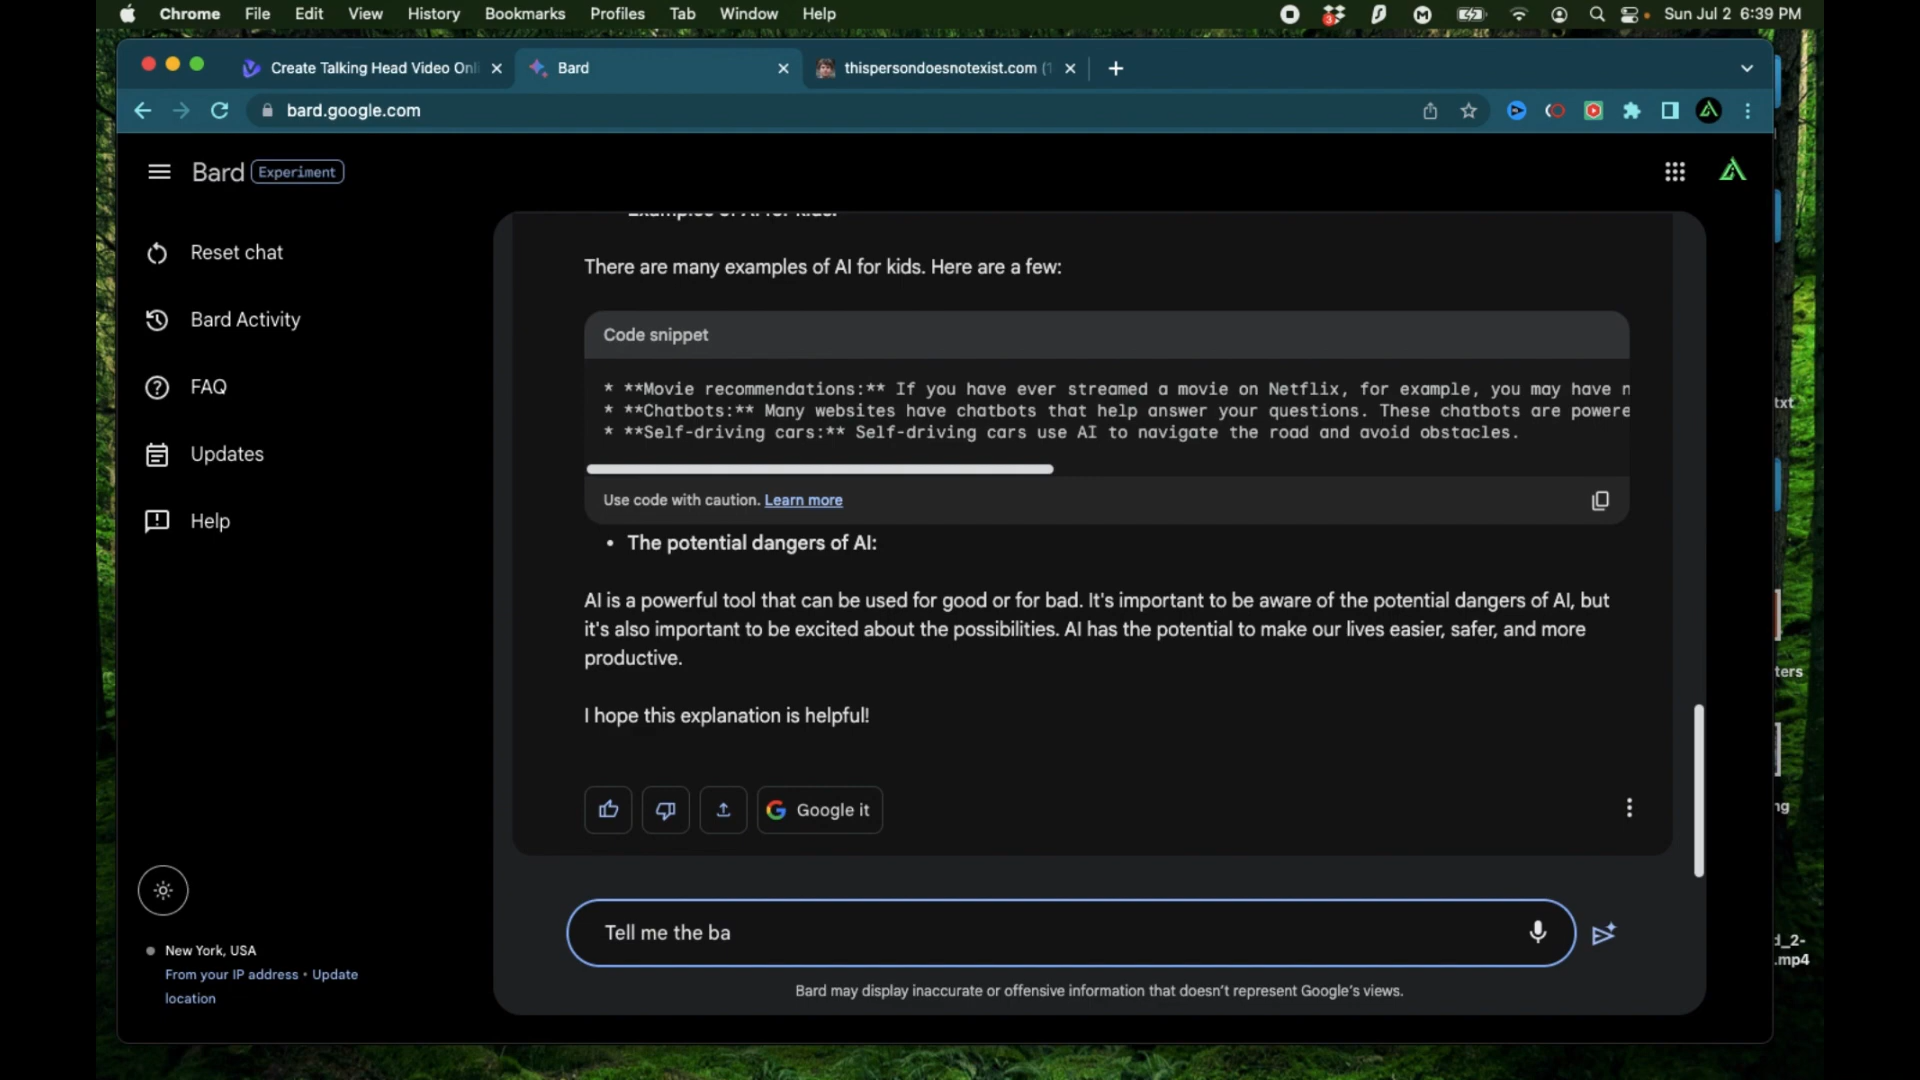 Chrome File Edit View History Bookmarks Profiles Tab Window Help 3 Sun Jul 2 6:39 PM
Create Talking Head Video Onl Bard thispersondoesnotexist.com (1
bard.google.com
Bard Experiment
Reset chat
Bard Activity
FAQ
Updates
Help
There are many examples of AI for kids. Here are a few:
Code snippet
* **Movie recommendations:** If you have ever streamed a movie on Netflix, for example, you may have n
* **Chatbots:** Many websites have chatbots that help answer your questions. These chatbots are powere
* **Self-driving cars:** Self-driving cars use AI to navigate the road and avoid obstacles.
Use code with caution. Learn more
• The potential dangers of AI:
AI is a powerful tool that can be used for good or for bad. It's important to be aware of the potential dangers of AI, but
it's also important to be excited about the possibilities. AI has the potential to make our lives easier, safer, and more
productive.
I hope this explanation is helpful!
Google it
Tell me the ba
Bard may display inaccurate or offensive information that doesn't represent Google's views.
New York, USA
From your IP address • Update
location
txt
ters
ng
d_2-
.mp4